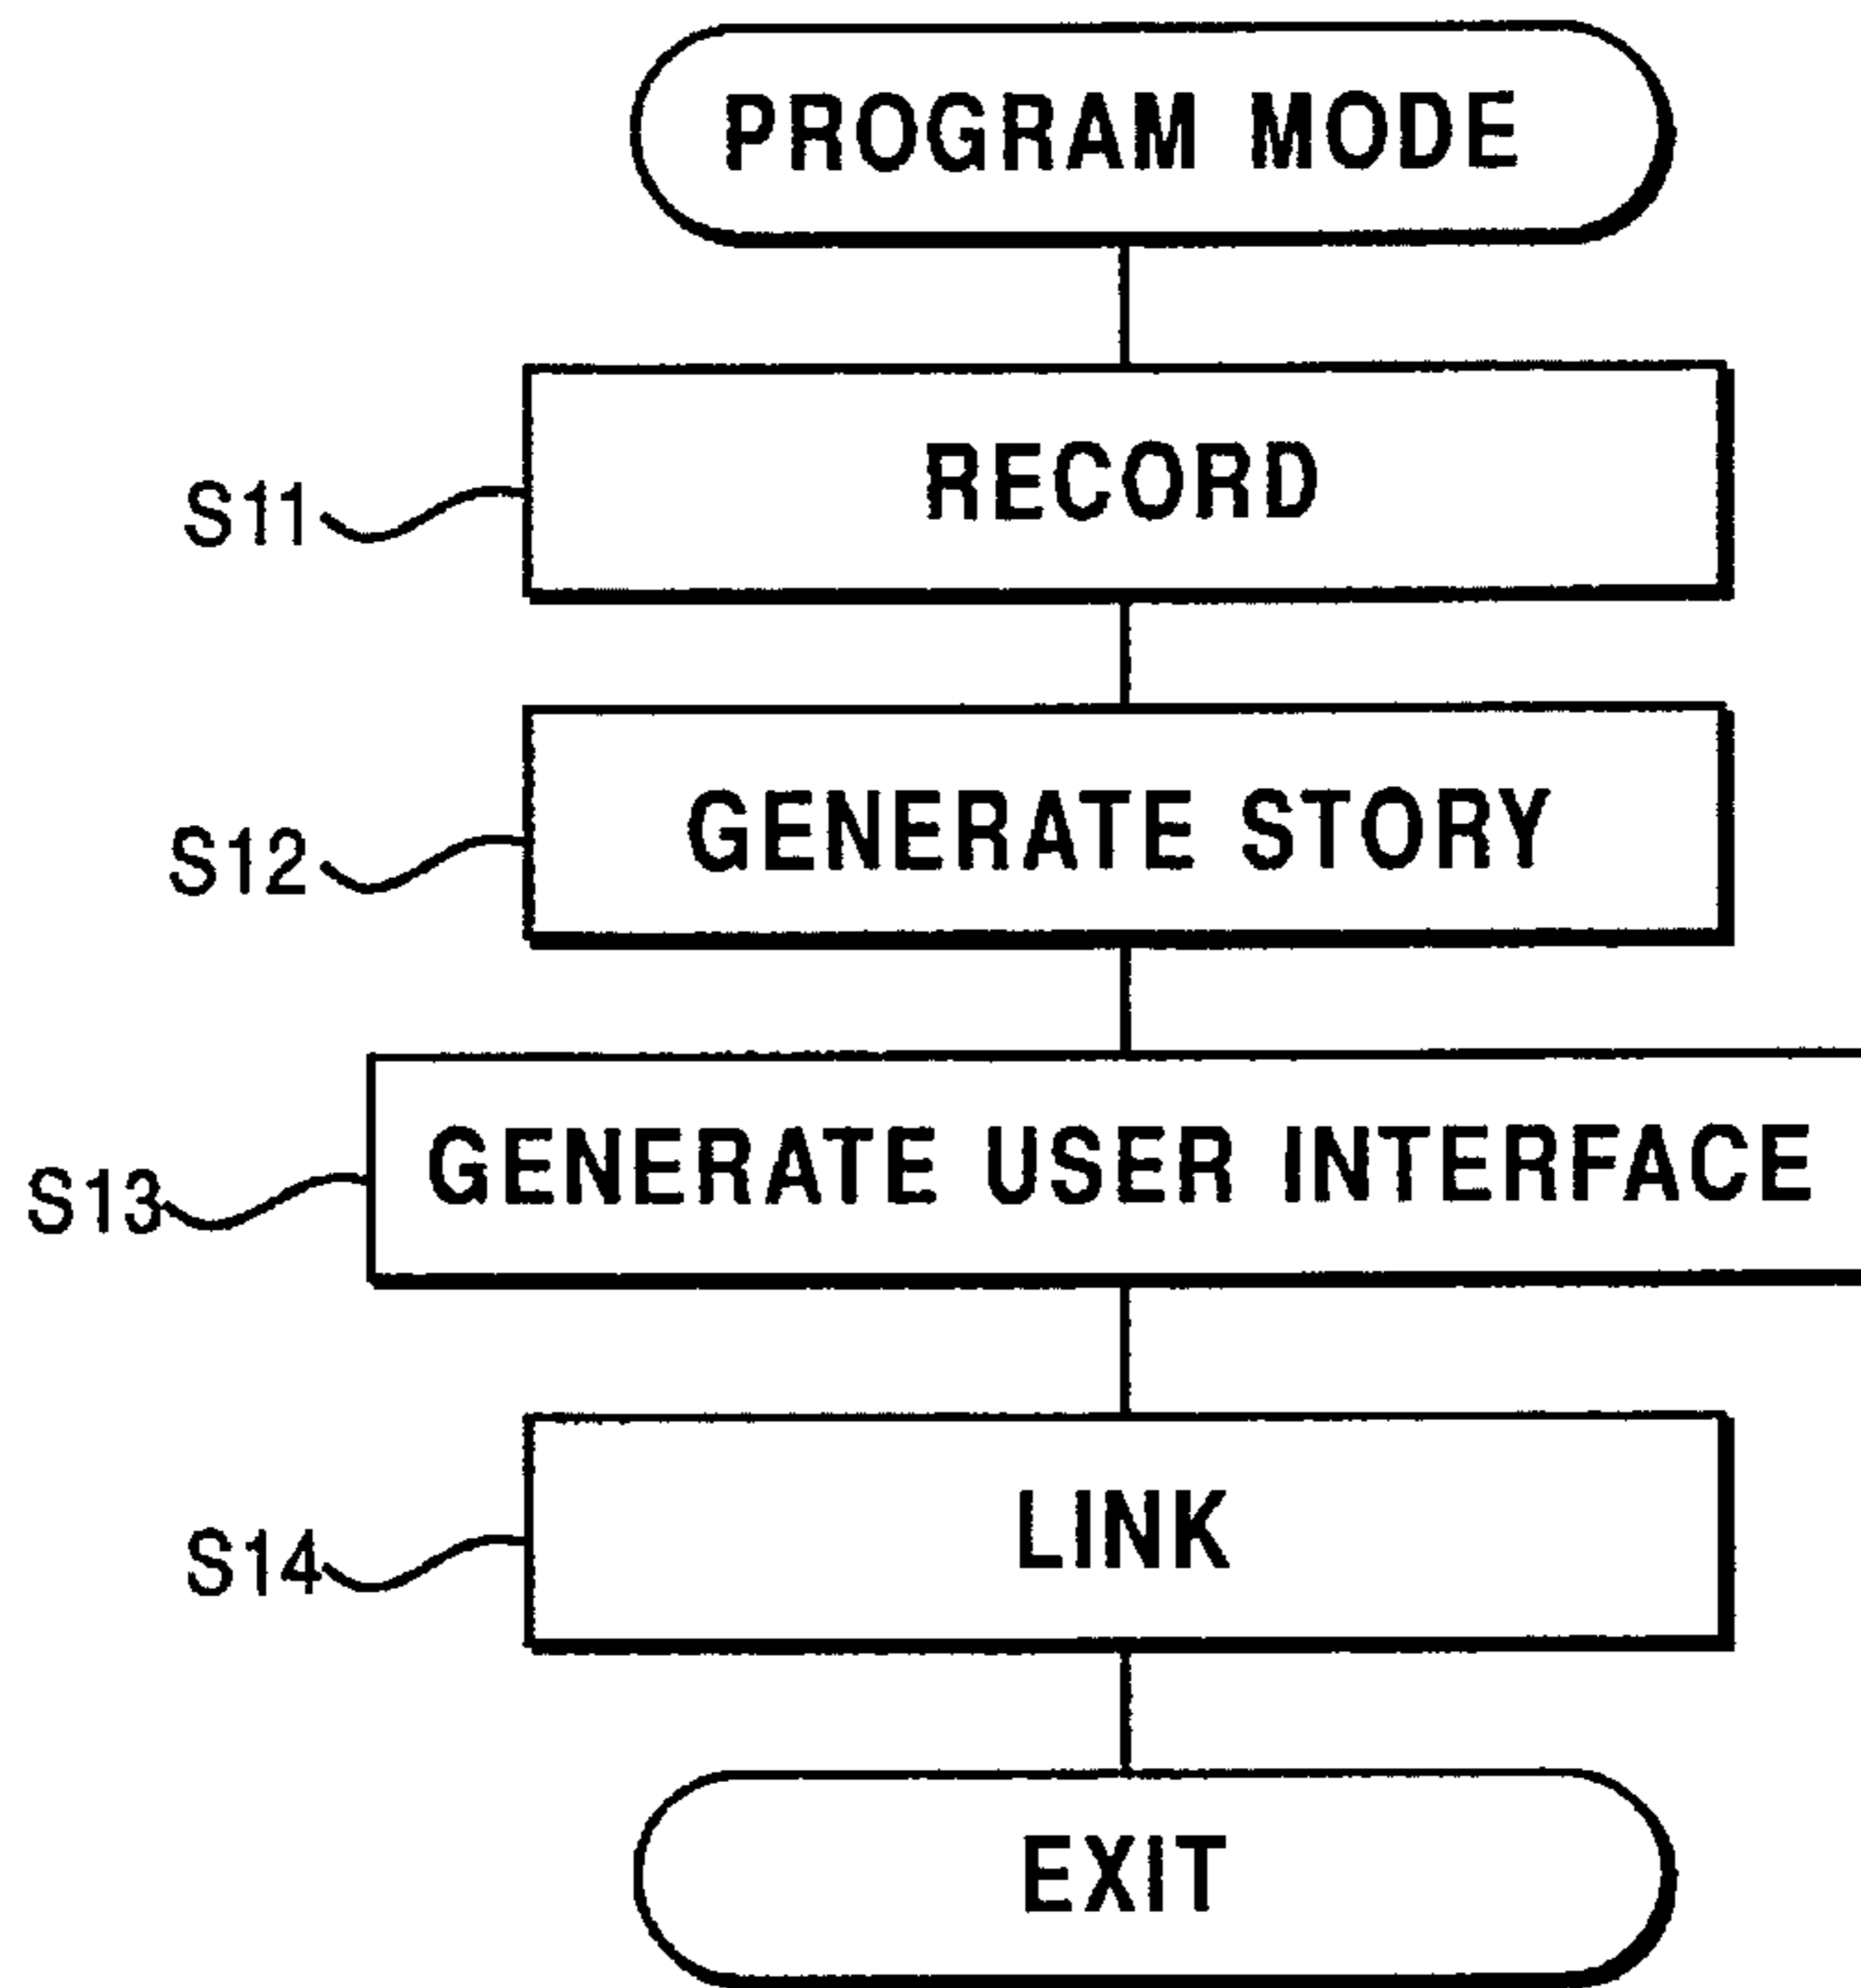 PROGRAM MODE
S11 RECORD
S12 GENERATE STORY
S13 GENERATE USER INTERFACE
S14 LINK
EXIT